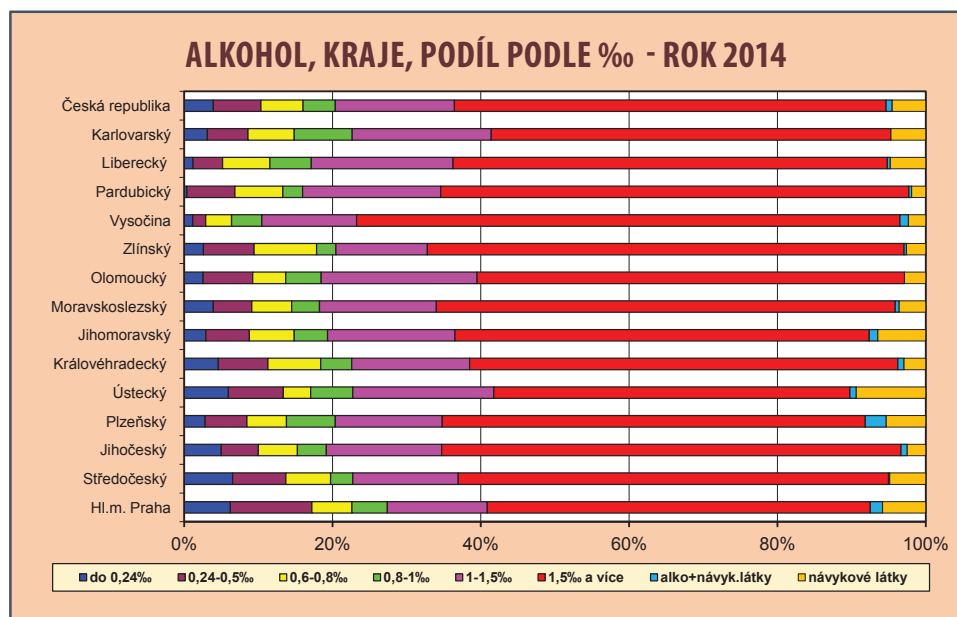 ALKOHOL, KRAJE, PODÍL PODLE ‰ - ROK 2014
Česká republika
Karlovarský
Liberecký
Pardubický
Vysočina
Zlínský
Olomoucký
Moravskoslezský
Jihomoravský
Královéhradecký
Ústecký
Plzeňský
Jihočeský
Středočeský
Hl.m. Praha
0% 20% 40% 60% 80% 100%
do 0,24‰ 0,24-0,5‰ 0,6-0,8‰ 0,8-1‰ 1-1,5‰ 1,5‰ a více alko+návyk.látky návykové látky